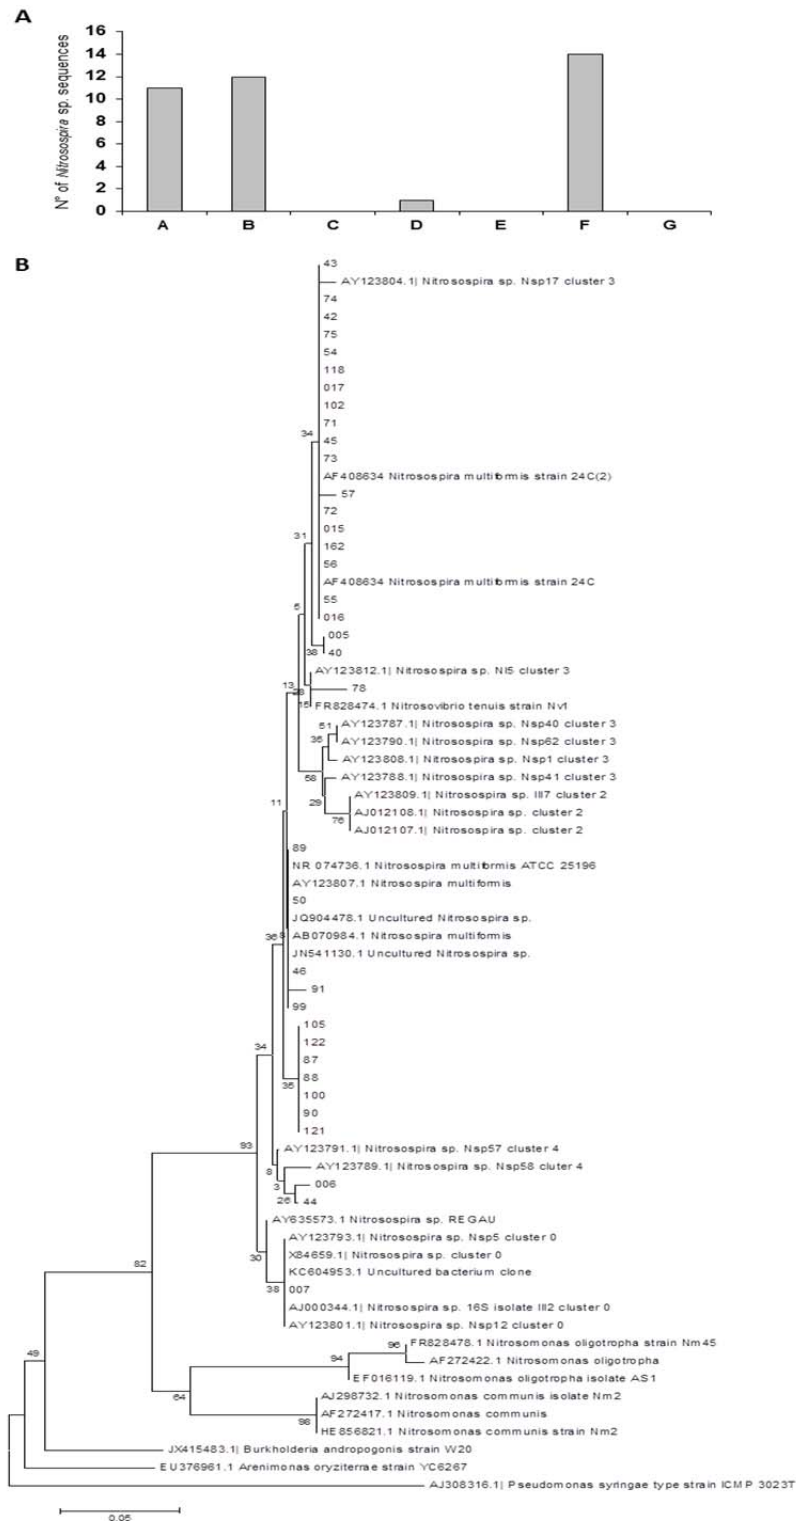 A
Nº of Nitrosospira sp. sequences
16
14
12
10
8
6
4
2
0
A B C D E F G
B
43
AY123804.1| Nitrosospira sp. Nsp17 cluster 3
74
42
75
54
118
017
102
71
34
45
73
AF408634 Nitrosospira multiformis strain 24C(2)
57
72
015
31
162
56
AF408634 Nitrosospira multiformis strain 24C
55
6
016
005
38
40
AY123812.1| Nitrosospira sp. NI5 cluster 3
13
28
78
15
FR828474.1 Nitrosovibrio tenuis strain Nv1
51
AY123787.1| Nitrosospira sp. Nsp40 cluster 3
36
AY123790.1| Nitrosospira sp. Nsp62 cluster 3
AY123808.1| Nitrosospira sp. Nsp1 cluster 3
58
AY123788.1| Nitrosospira sp. Nsp41 cluster 3
29
AY123809.1| Nitrosospira sp. III7 cluster 2
AJ012108.1| Nitrosospira sp. cluster 2
76
AJ012107.1| Nitrosospira sp. cluster 2
11
89
NR 074736.1 Nitrosospira multiformis ATCC 25196
AY123807.1 Nitrosospira multiformis
50
JQ904478.1 Uncultured Nitrosospira sp.
36
8
AB070984.1 Nitrosospira multiformis
JN541130.1 Uncultured Nitrosospira sp.
46
91
99
105
122
34
87
88
35
100
90
121
93
AY123791.1| Nitrosospira sp. Nsp57 cluster 4
8
AY123789.1| Nitrosospira sp. Nsp58 cluter 4
3
006
26
44
AY635573.1 Nitrosospira sp. REGAU
AY123793.1| Nitrosospira sp. Nsp5 cluster 0
30
X84659.1| Nitrosospira sp. cluster 0
82
KC604953.1 Uncultured bacterium clone
38
007
AJ000344.1| Nitrosospira sp. 16S isolate III2 cluster 0
AY123801.1| Nitrosospira sp. Nsp12 cluster 0
96
FR828478.1 Nitrosomonas oligotropha strain Nm45
49
94
AF272422.1 Nitrosomonas oligotropha
EF016119.1 Nitrosomonas oligotropha isolate AS1
64
AJ298732.1 Nitrosomonas communis isolate Nm2
AF272417.1 Nitrosomonas communis
98
HE856821.1 Nitrosomonas communis strain Nm2
JX415483.1| Burkholderia andropogonis strain W20
EU376961.1 Arenimonas oryziterrae strain YC6267
AJ308316.1| Pseudomonas syringae type strain ICMP 3023T
0.05